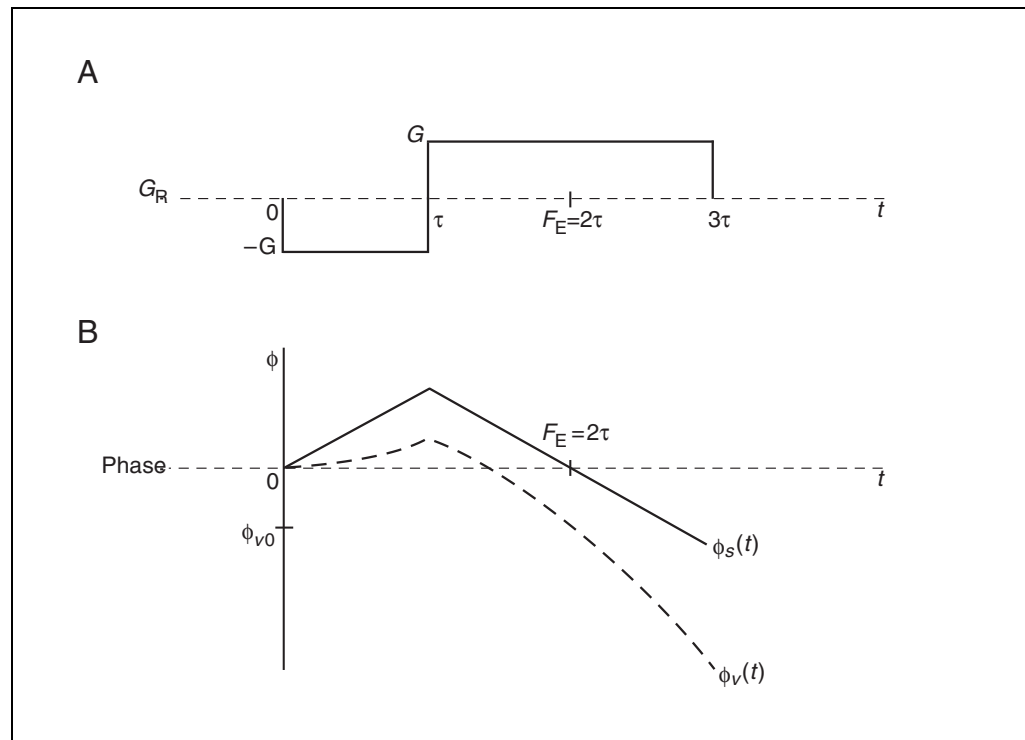 A
G
G_R
0
τ
F_E=2τ
3τ
t
−G
B
ϕ
F_E=2τ
Phase
0
t
ϕ_v0
ϕ_s(t)
ϕ_v(t)